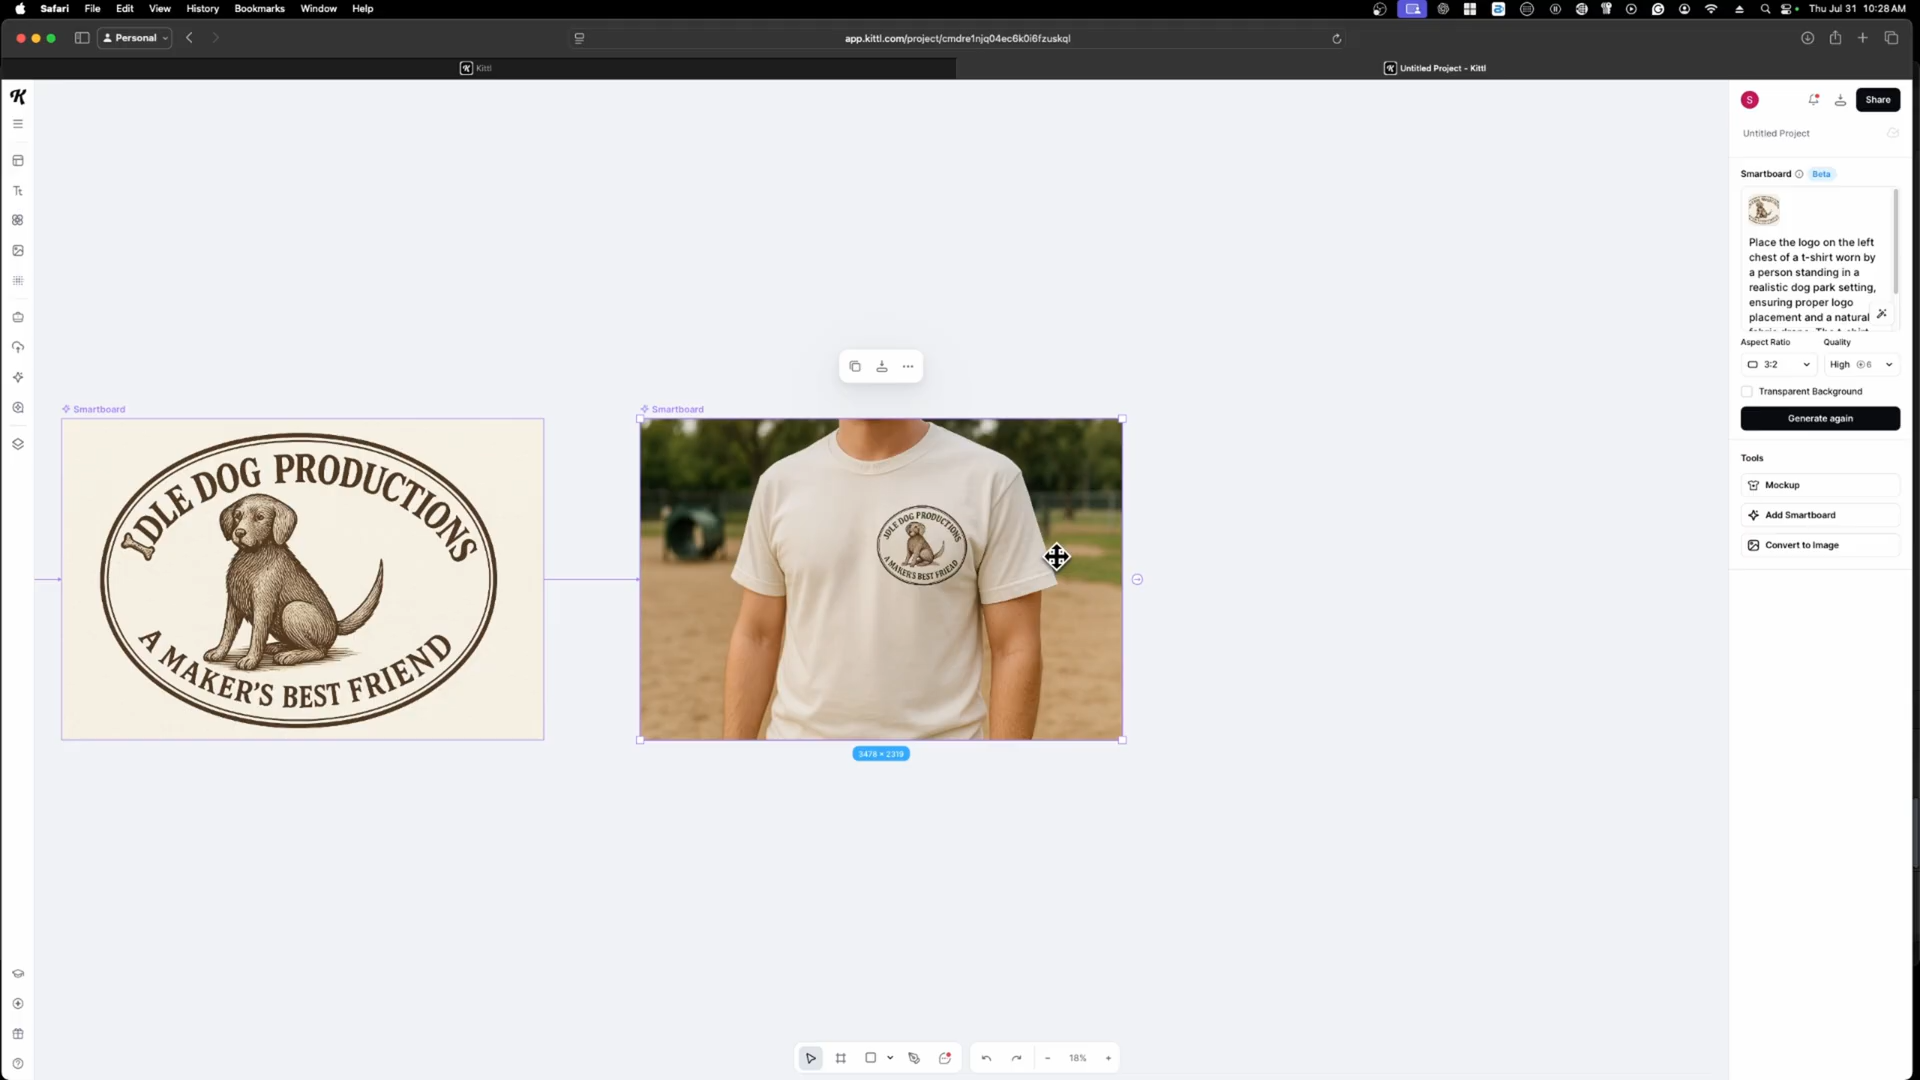 Safari File Edit View History Bookmarks Window Help
Thu Jul 31 10:28 AM
Personal
app.kittl.com/project/cmdre1njq04ec6k0i6fzuskql
Kittl
Untitled Project - Kittl
S
Share
Untitled Project
Smartboard
Beta
Place the logo on the left
chest of a t-shirt worn by
a person standing in a
realistic dog park setting,
ensuring proper logo
placement and a natural
Aspect Ratio
Quality
3:2
High 6
Transparent Background
Generate again
Tools
Mockup
Add Smartboard
Convert to Image
Tt
Smartboard
IDLE DOG PRODUCTIONS
A MAKER'S BEST FRIEND
Smartboard
IDLE DOG PRODUCTIONS
A MAKER'S BEST FRIEND
3478 × 2319
18%